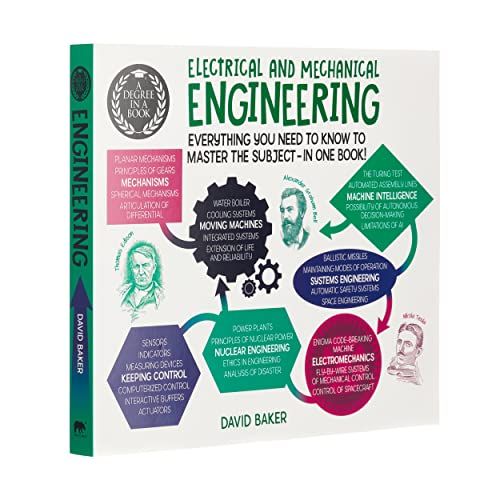 ENGINEERING
DAVID BAKER
A DEGREE
IN A
BOOK
ELECTRICAL AND MECHANICAL
ENGINEERING
EVERYTHING YOU NEED TO KNOW TO
MASTER THE SUBJECT-IN ONE BOOK!
PLANAR MECHANISMS
PRINCIPLES OF GEARS
MECHANISMS
SPHERICAL MECHANISMS
ARTICULATION OF
DIFFERENTIAL
WATER BOILER
COOLING SYSTEMS
MOVING MACHINES
INTEGRATED SYSTEMS
EXTENSION OF LIFE
AND RELIABILITY
Alexander Graham Bell
THE TURING TEST
AUTOMATED ASSEMBLY LINES
MACHINE INTELLIGENCE
POSSIBILITY OF AUTONOMOUS
DECISION-MAKING
LIMITATIONS OF AI
Thomas Edison
BALLISTIC MISSILES
MAINTAINING MODES OF OPERATION
SYSTEMS ENGINEERING
AUTOMATIC SAFETY SYSTEMS
SPACE ENGINEERING
SENSORS
INDICATORS
MEASURING DEVICES
KEEPING CONTROL
COMPUTERIZED CONTROL
INTERACTIVE BUFFERS
ACTUATORS
POWER PLANTS
PRINCIPLES OF NUCLEAR POWER
NUCLEAR ENGINEERING
ETHICS IN ENGINEERING
ANALYSIS OF DISASTER
ENIGMA CODE-BREAKING
MACHINE
ELECTROMECHANICS
FLY-BY-WIRE SYSTEMS
OF MECHANICAL CONTROL
CONTROL OF SPACECRAFT
Nikola Tesla
DAVID BAKER